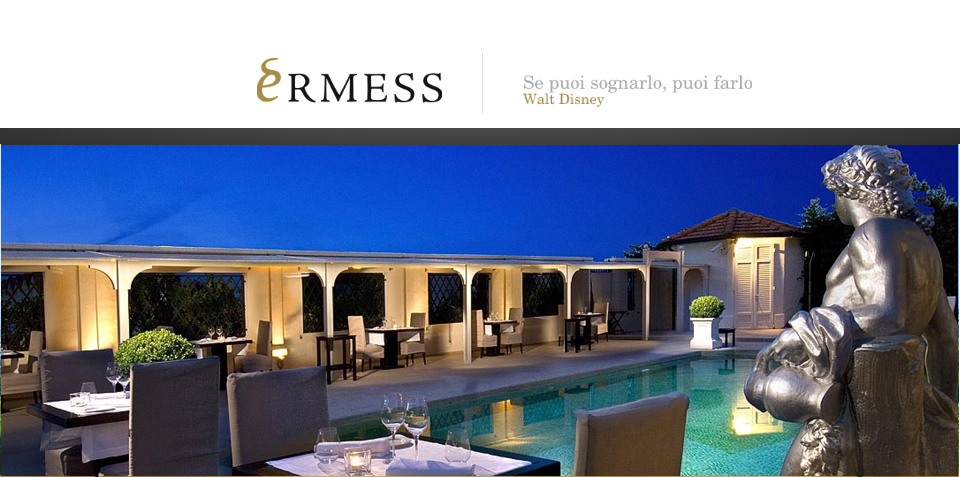 ERMESS
Se puoi sognarlo, puoi farlo
Walt Disney